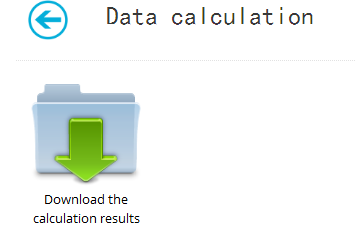 Data calculation
Download the
calculation results